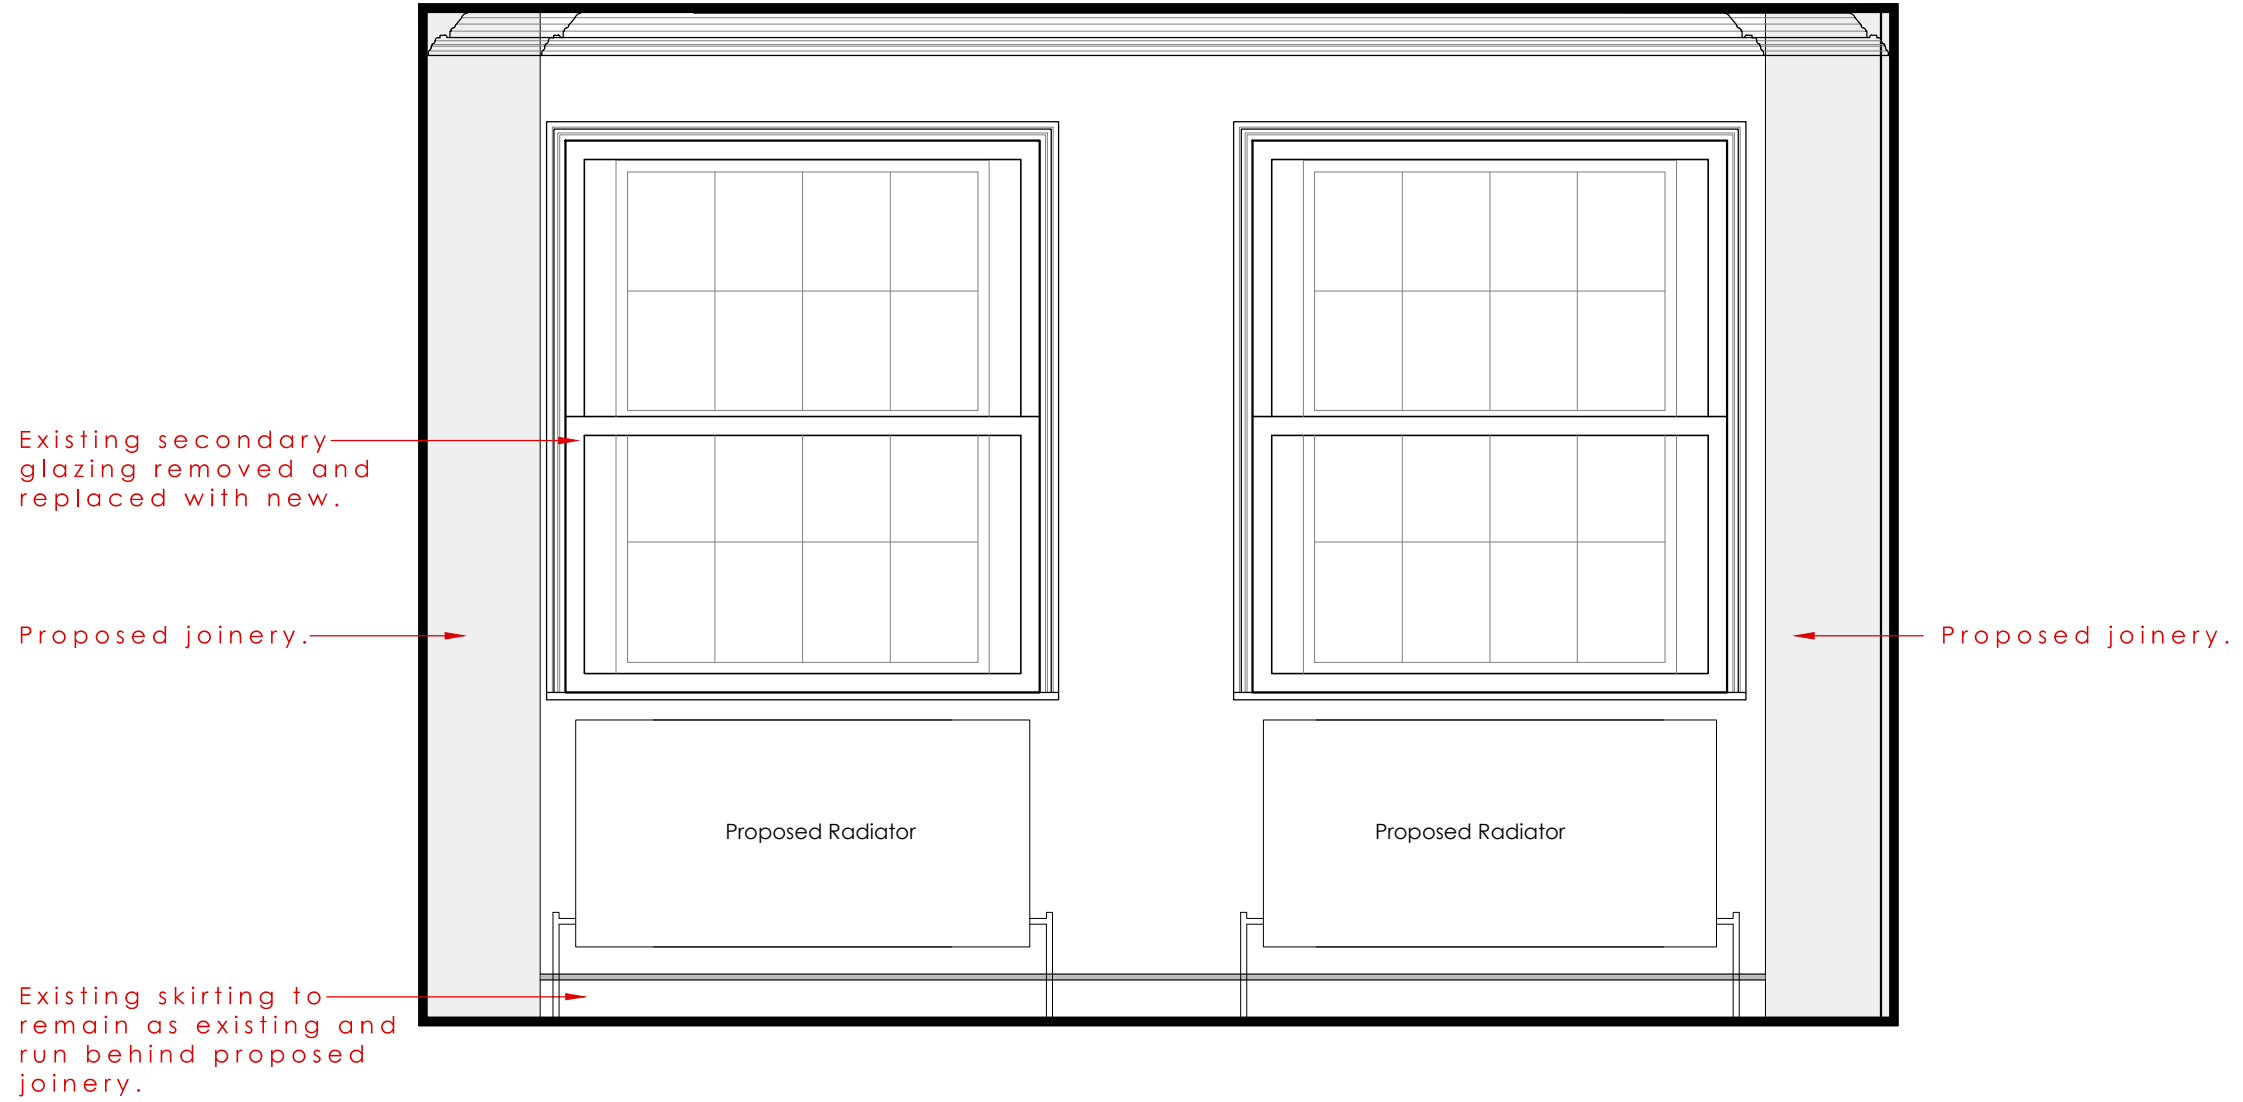 Existing secondary
glazing removed and
replaced with new.
Proposed joinery.
Proposed joinery.
Proposed Radiator
Proposed Radiator
Existing skirting to
remain as existing and
run behind proposed
joinery.